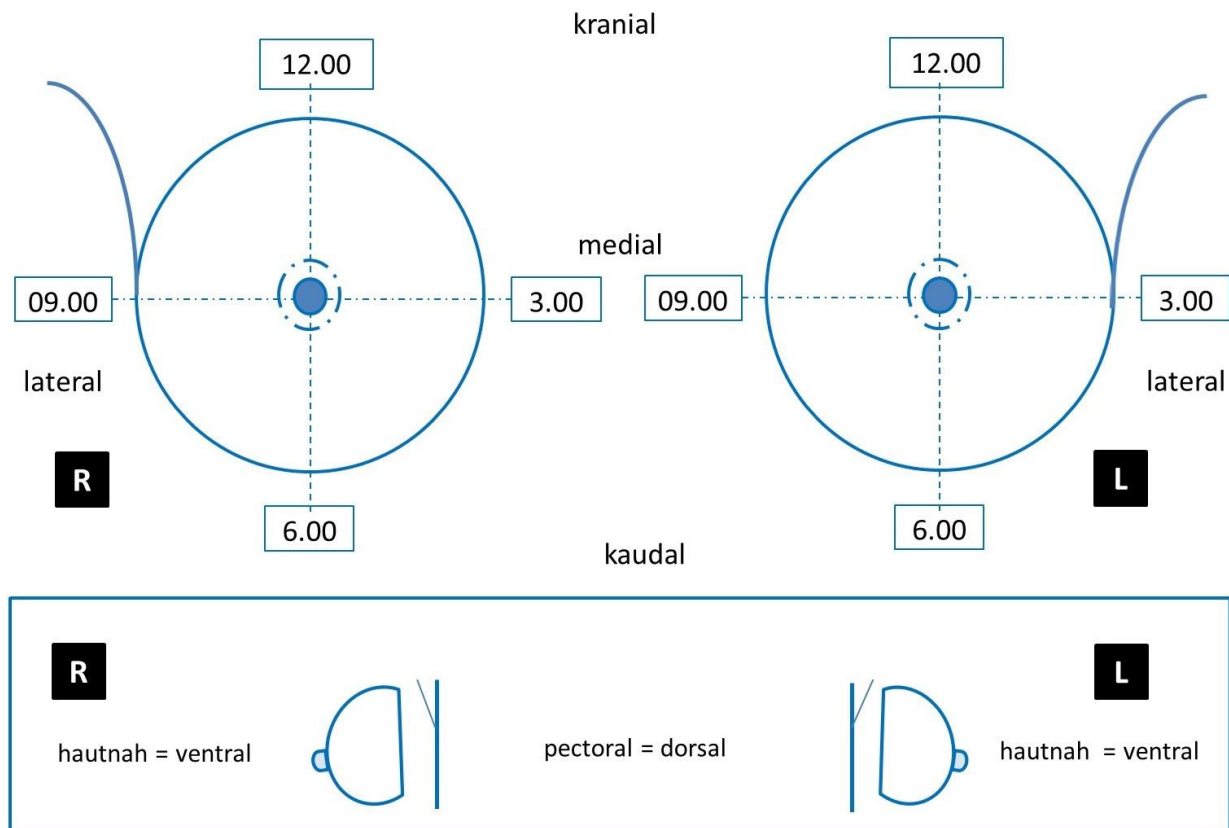 kranial
12.00
12.00
medial
09.00
3.00
09.00
3.00
lateral
lateral
R
L
6.00
6.00
kaudal
R
L
hautnah = ventral
pectoral = dorsal
hautnah = ventral